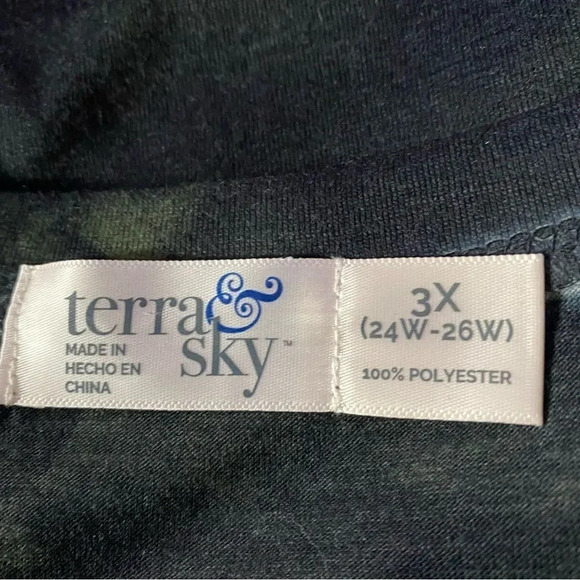 terra &
sky™
MADE IN
HECHO EN
CHINA
3X
(24W-26W)
100% POLYESTER